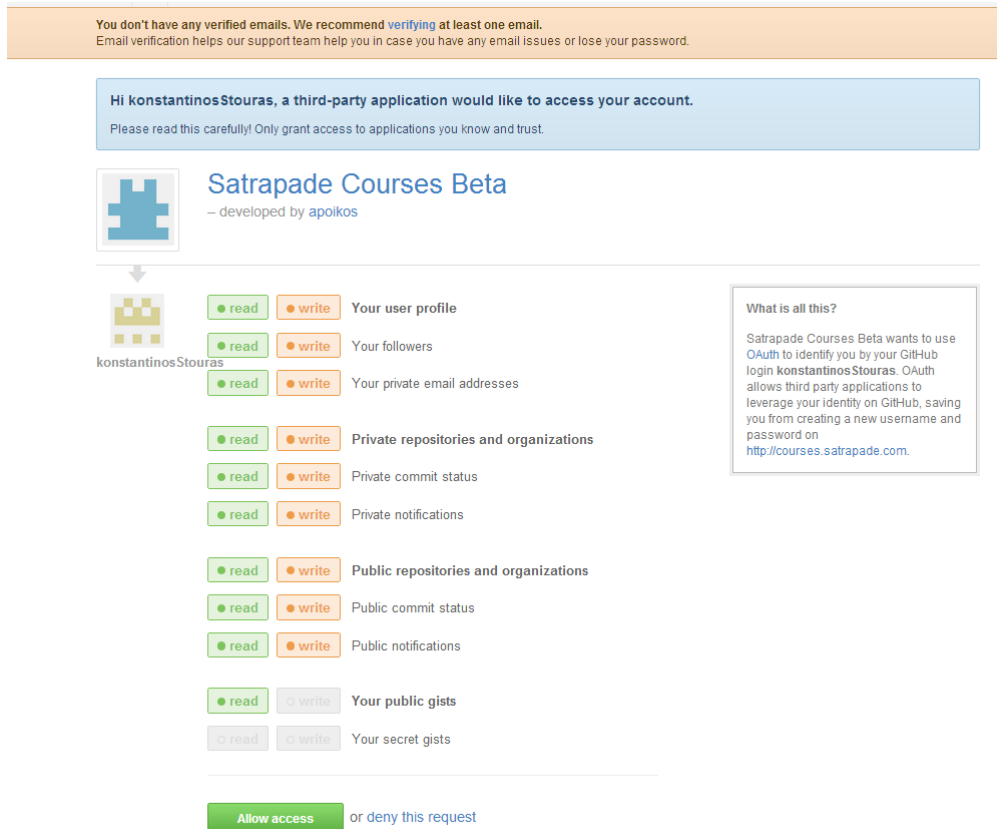 You don't have any verified emails. We recommend verifying at least one email.
Email verification helps our support team help you in case you have any email issues or lose your password.
Hi konstantinosStouras, a third-party application would like to access your account.
Please read this carefully! Only grant access to applications you know and trust.
Satrapade Courses Beta
– developed by apoikos
konstantinosStouras
read write Your user profile
read write Your followers
read write Your private email addresses
read write Private repositories and organizations
read write Private commit status
read write Private notifications
read write Public repositories and organizations
read write Public commit status
read write Public notifications
read write Your public gists
read write Your secret gists
Allow access or deny this request
What is all this?
Satrapade Courses Beta wants to use
OAuth to identify you by your GitHub
login konstantinosStouras. OAuth
allows third party applications to
leverage your identity on GitHub, saving
you from creating a new username and
password on
http://courses.satrapade.com.